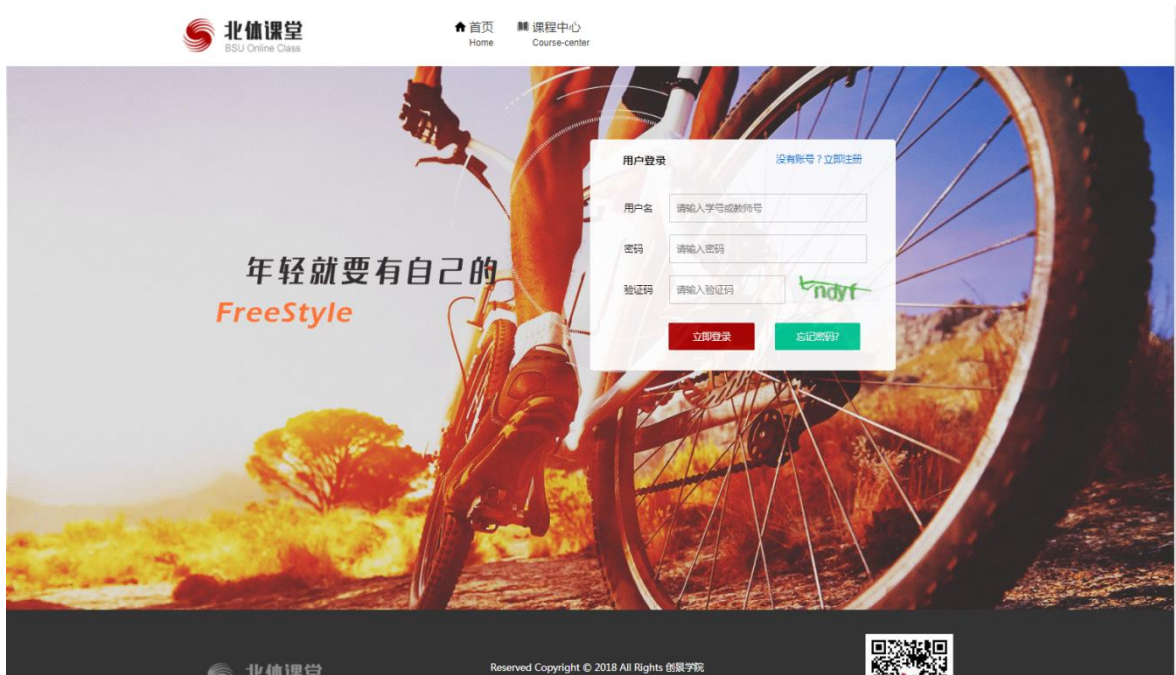 北体课堂
BSU Online Class
首页
Home
课程中心
Course-center
年轻就要有自己的
FreeStyle
用户登录
没有账号？立即注册
用户名 请输入学号或教师号
密码 请输入密码
验证码 请输入验证码
立即登录 忘记密码?
北体课堂
Reserved Copyright © 2018 All Rights 创景学院